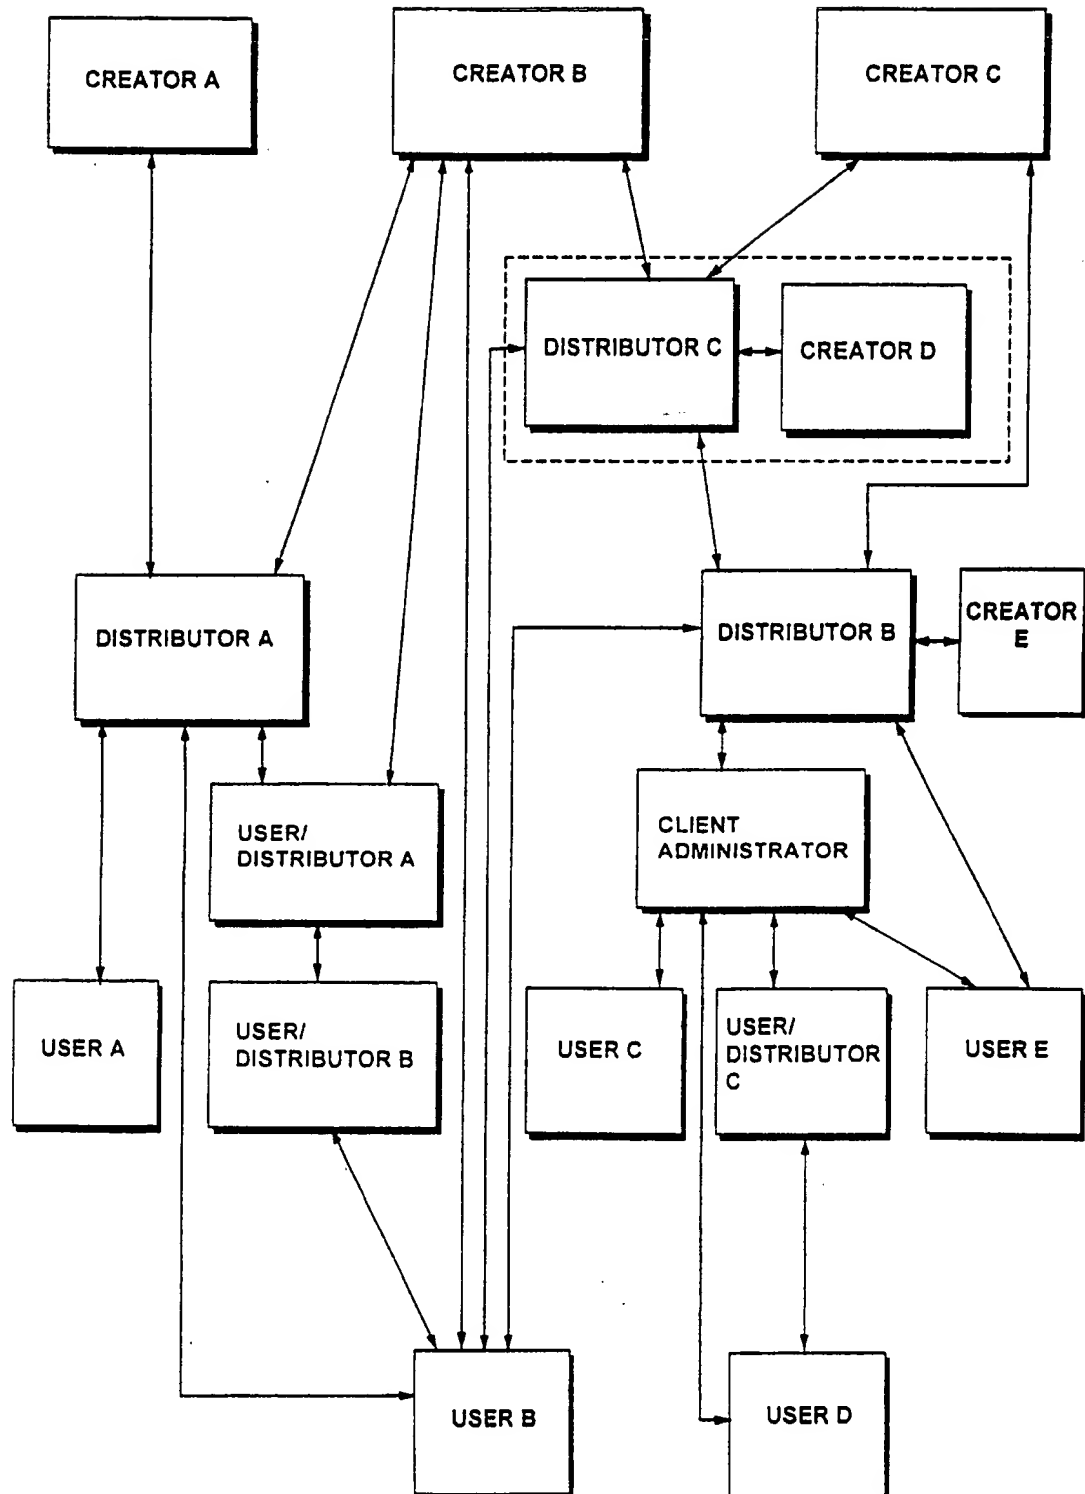 CREATOR A
CREATOR B
CREATOR C
DISTRIBUTOR C
CREATOR D
DISTRIBUTOR A
DISTRIBUTOR B
CREATOR
E
USER/
DISTRIBUTOR A
CLIENT
ADMINISTRATOR
USER A
USER/
DISTRIBUTOR B
USER C
USER/
DISTRIBUTOR
C
USER E
USER B
USER D